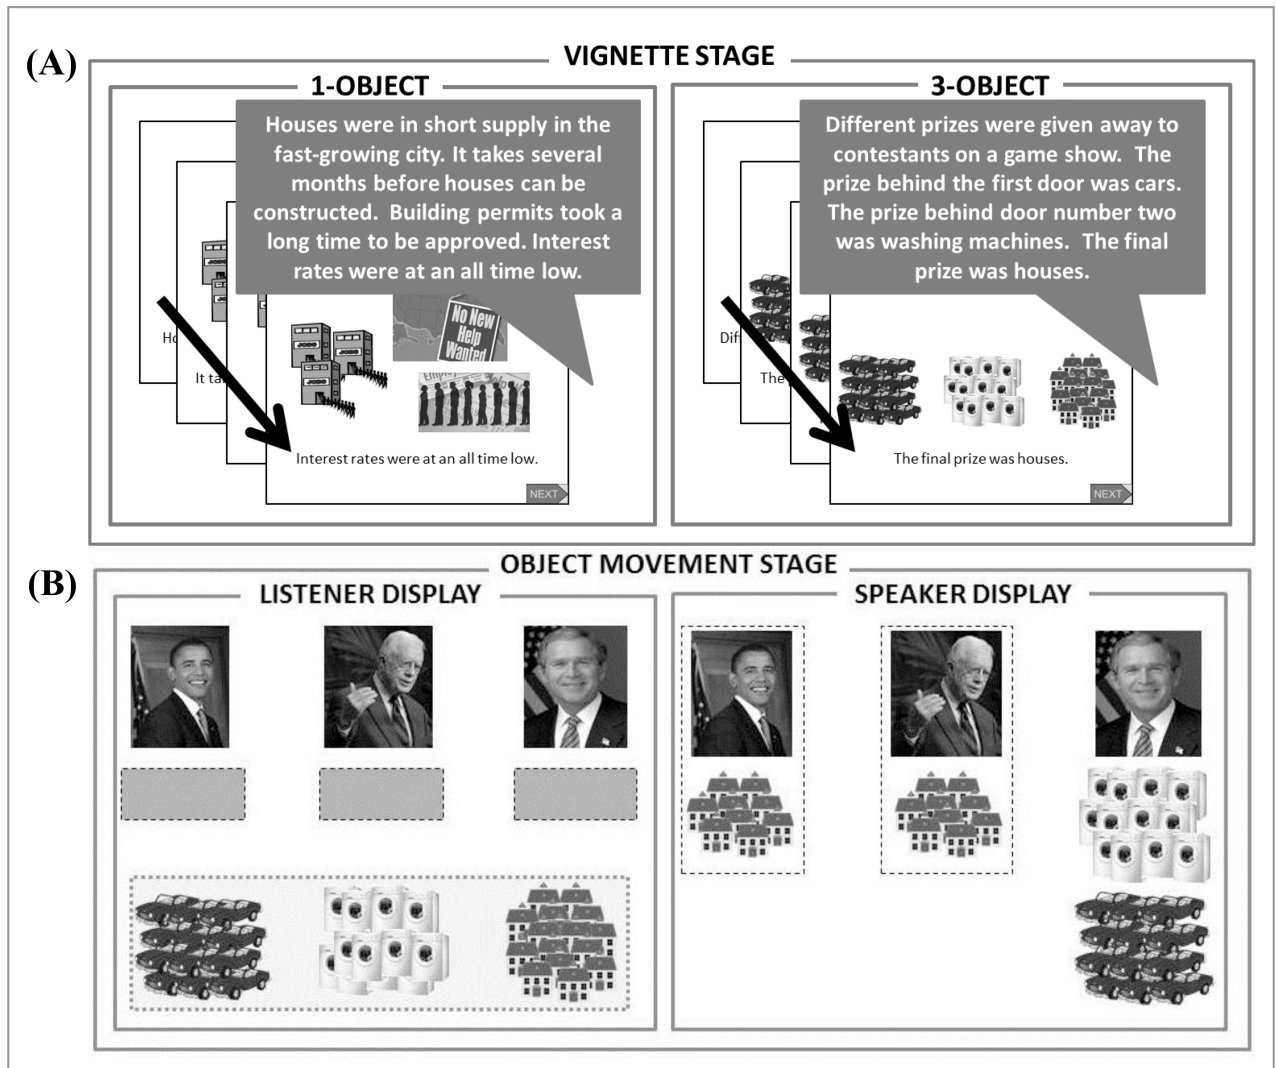 (A)
VIGNETTE STAGE
1-OBJECT
Houses were in short supply in the
fast-growing city. It takes several
months before houses can be
constructed. Building permits took a
long time to be approved. Interest
rates were at an all time low.
No New
Help
Wanted
Interest rates were at an all time low.
NEXT
3-OBJECT
Different prizes were given away to
contestants on a game show. The
prize behind the first door was cars.
The prize behind door number two
was washing machines. The final
prize was houses.
The
The final prize was houses.
NEXT
(B)
OBJECT MOVEMENT STAGE
LISTENER DISPLAY
SPEAKER DISPLAY